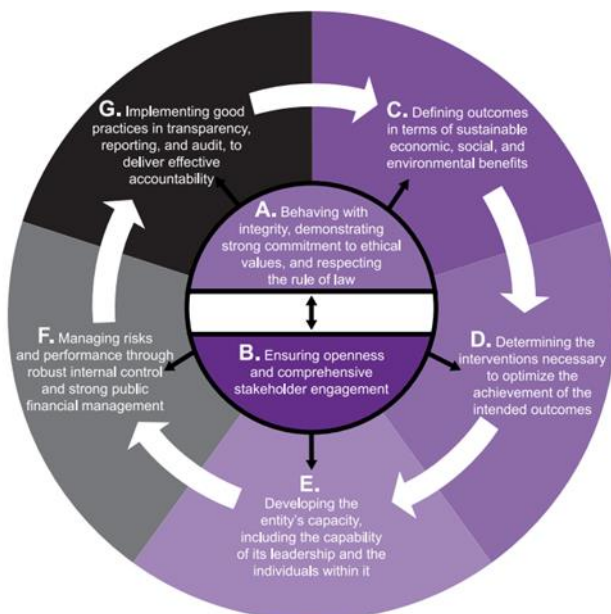 A. Behaving with
integrity, demonstrating
strong commitment to ethical
values, and respecting
the rule of law
B. Ensuring openness
and comprehensive
stakeholder engagement
C. Defining outcomes
in terms of sustainable
economic, social, and
environmental benefits
D. Determining the
interventions necessary
to optimize the
achievement of the
intended outcomes
E.
Developing the
entity's capacity,
including the capability
of its leadership and the
individuals within it
F. Managing risks
and performance through
robust internal control
and strong public
financial management
G. Implementing good
practices in transparency,
reporting, and audit, to
deliver effective
accountability